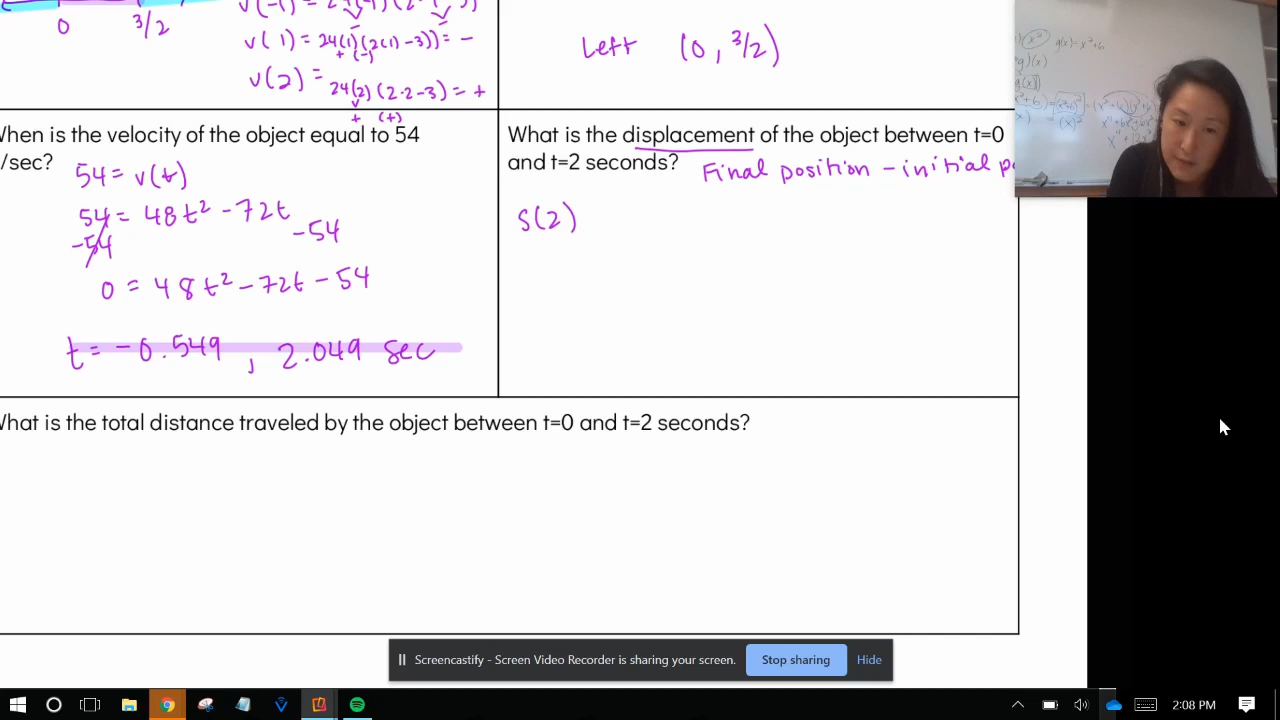 0 3/2
v( 1) = 24(1)(2(1)-3)) = -
+ (-)
v(2) = 24(2)(2·2-3) = +
+ (+)
Left (0, 3/2)
When is the velocity of the object equal to 54
/sec?
54 = v(t)
54 = 48t² - 72t
-54 -54
0 = 48t² - 72t - 54
t = -0.549 , 2.049 sec
What is the displacement of the object between t=0
and t=2 seconds?
Final position - initial
s(2)
What is the total distance traveled by the object between t=0 and t=2 seconds?
g(x)=x²+6
Screencastify - Screen Video Recorder is sharing your screen. Stop sharing Hide
2:08 PM